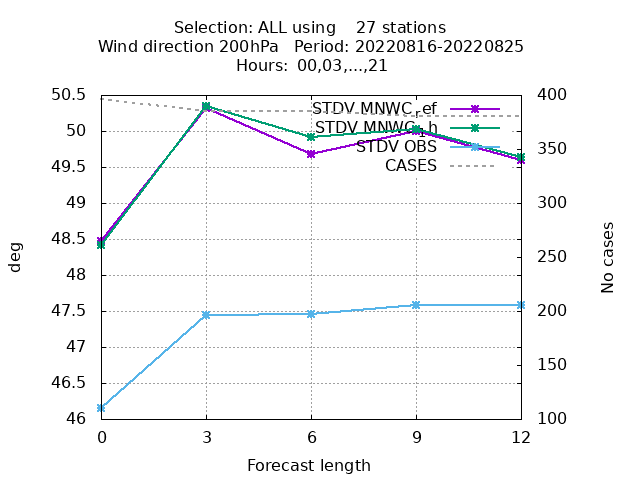 Selection: ALL using 27 stations
Wind direction 200hPa Period: 20220816-20220825
Hours: 00,03,...,21
50.5
50
49.5
49
48.5
48
47.5
47
46.5
46
400
350
300
250
200
150
100
STDV MNWC_ref
STDV MNWC_1_h
STDV OBS
CASES
deg
No cases
0 3 6 9 12
Forecast length